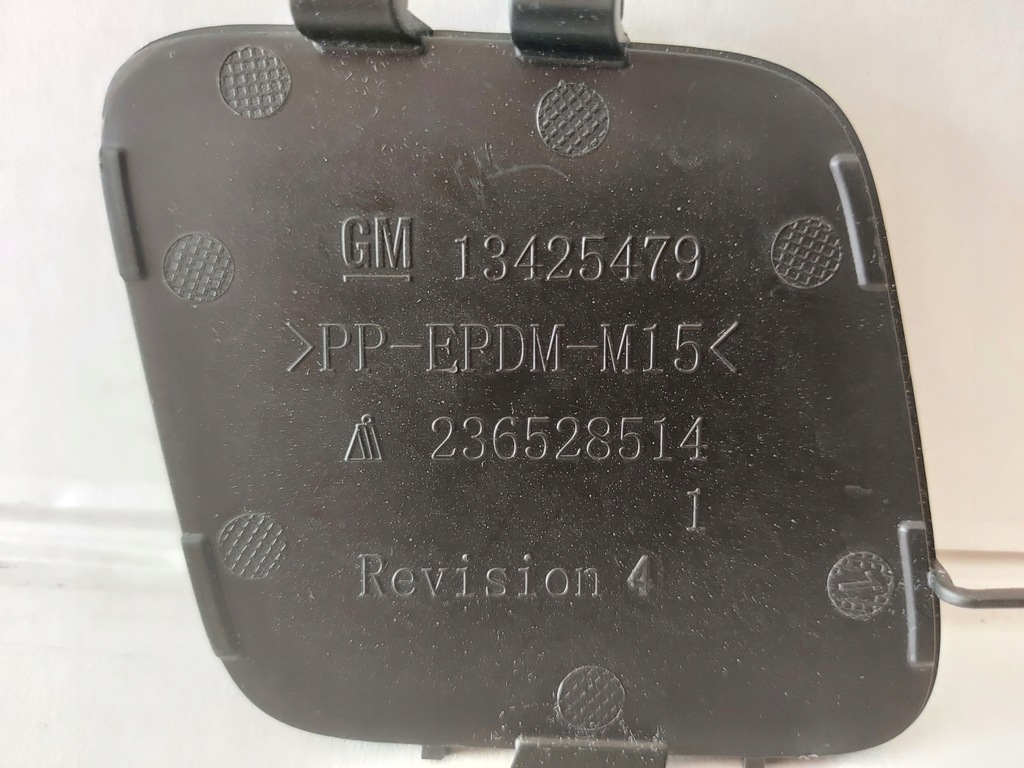 GM 13425479
>PP-EPDM-M15<
236528514
1
Revision 4